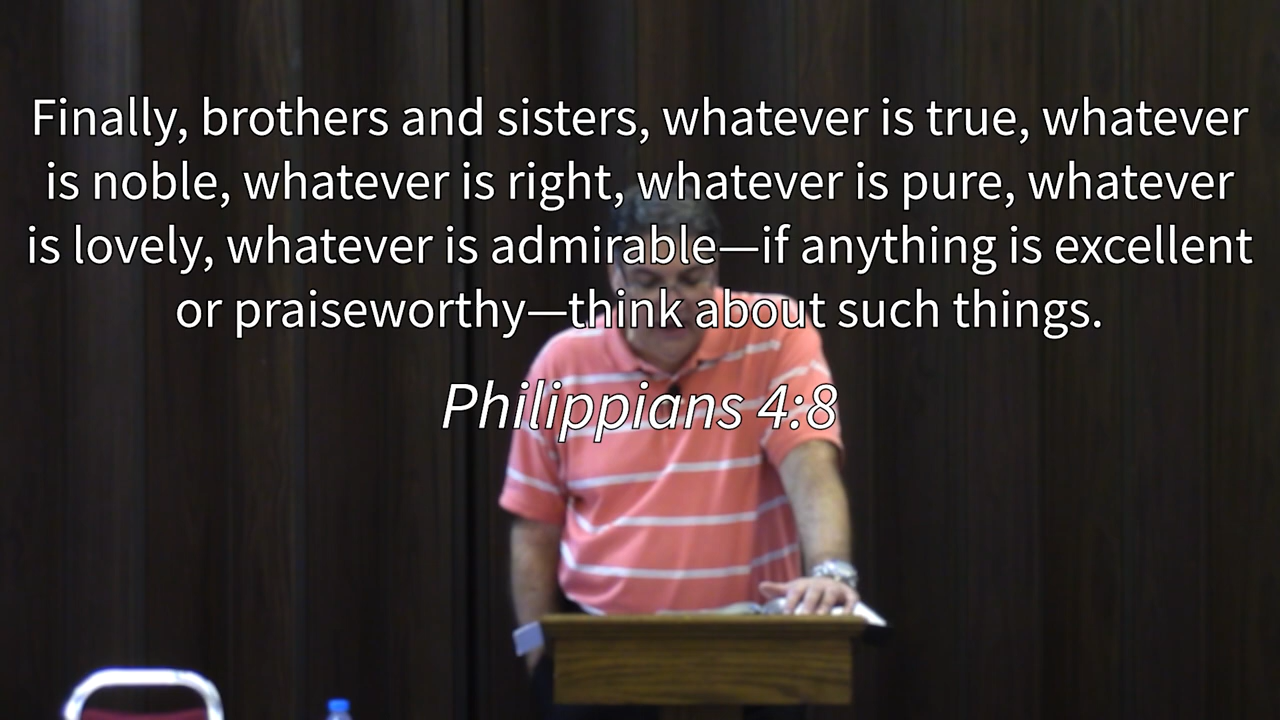 Finally, brothers and sisters, whatever is true, whatever
is noble, whatever is right, whatever is pure, whatever
is lovely, whatever is admirable—if anything is excellent
or praiseworthy—think about such things.
Philippians 4:8